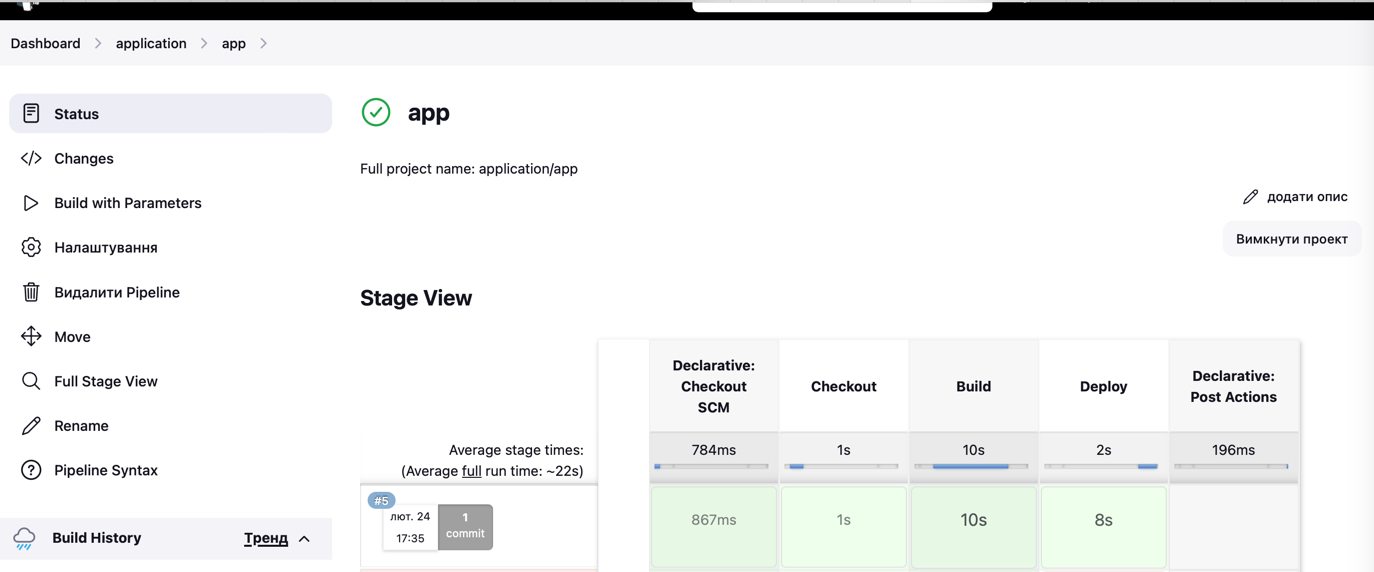 Dashboard
application
app
Status
Changes
Build with Parameters
Налаштування
Видалити Pipeline
Move
Full Stage View
Rename
Pipeline Syntax
Build History
Тренд
app
Full project name: application/app
додати опис
Вимкнути проект
Stage View
Declarative:
Checkout
SCM
Checkout
Build
Deploy
Declarative:
Post Actions
Average stage times:
(Average full run time: ~22s)
784ms
1s
10s
2s
196ms
#5
лют. 24
17:35
1
commit
867ms
1s
10s
8s